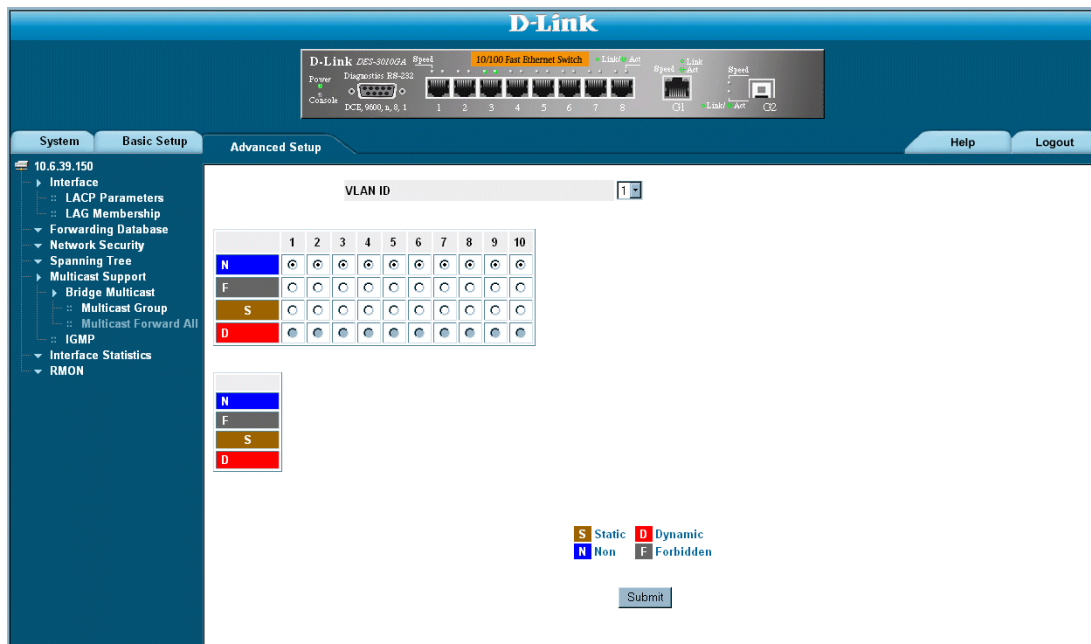 D-Link
D-Link DES-3010GA Speed 10/100 Fast Ethernet Switch Link/ Act
Power Diagnostics RS-232
Console DCE, 9600, n, 8, 1
1 2 3 4 5 6 7 8
Speed Link Act
G1
Speed
Link/ Act G2
System Basic Setup Advanced Setup Help Logout
10.6.39.150
Interface
LACP Parameters
LAG Membership
Forwarding Database
Network Security
Spanning Tree
Multicast Support
Bridge Multicast
Multicast Group
Multicast Forward All
IGMP
Interface Statistics
RMON
VLAN ID 1
1 2 3 4 5 6 7 8 9 10
N
F
S
D
N
F
S
D
S Static D Dynamic
N Non F Forbidden
Submit